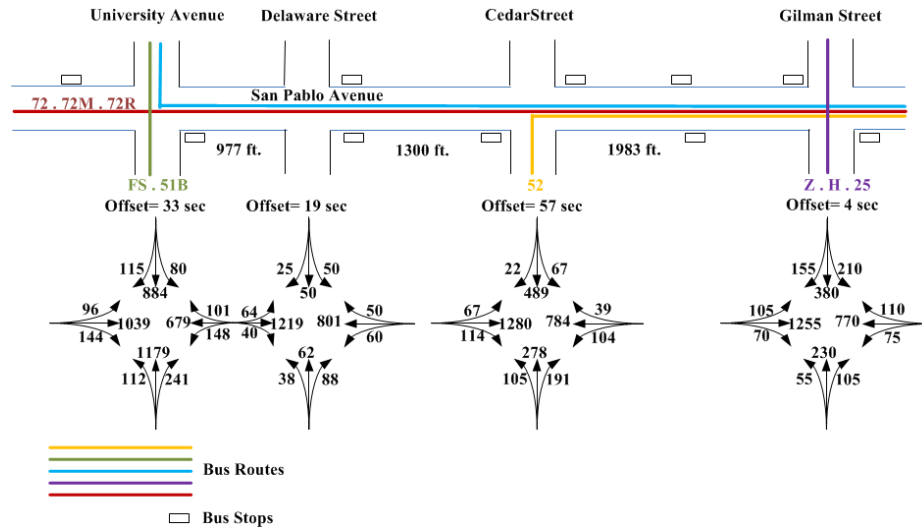 University Avenue Delaware Street CedarStreet Gilman Street
San Pablo Avenue
72 . 72M . 72R
977 ft. 1300 ft. 1983 ft.
FS . 51B 52 Z . H . 25
Offset= 33 sec Offset= 19 sec Offset= 57 sec Offset= 4 sec
115 80 25 50 22 67 155 210
884 50 489 380
96 101 64 50 67 39 105 110
1039 679 1219 801 1280 784 1255 770
144 148 40 60 114 104 70 75
1179 62 278 230
112 241 38 88 105 191 55 105
Bus Routes
Bus Stops